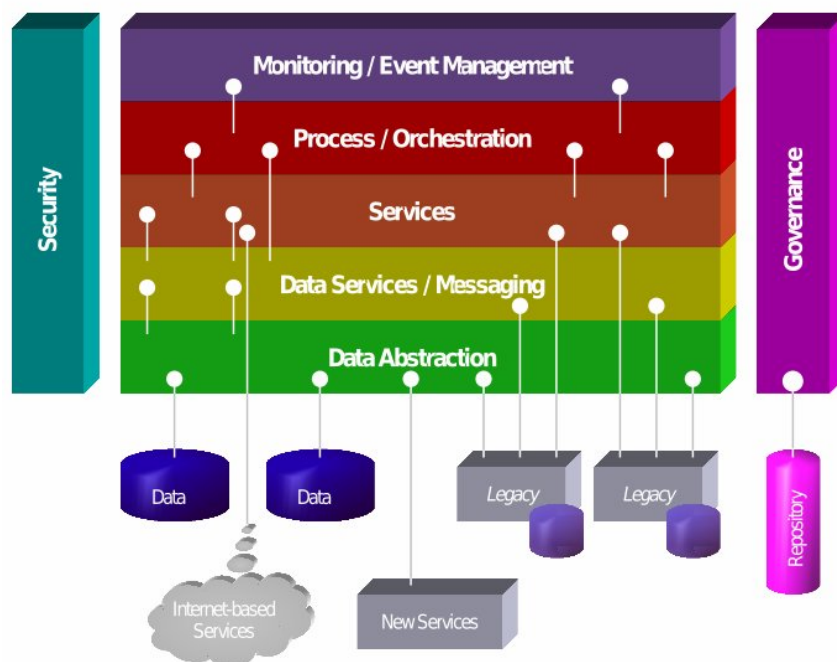 Monitoring / Event Management
Process / Orchestration
Services
Data Services / Messaging
Data Abstraction
Security
Governance
Data
Data
Legacy
Legacy
Repository
Internet-based
Services
New Services